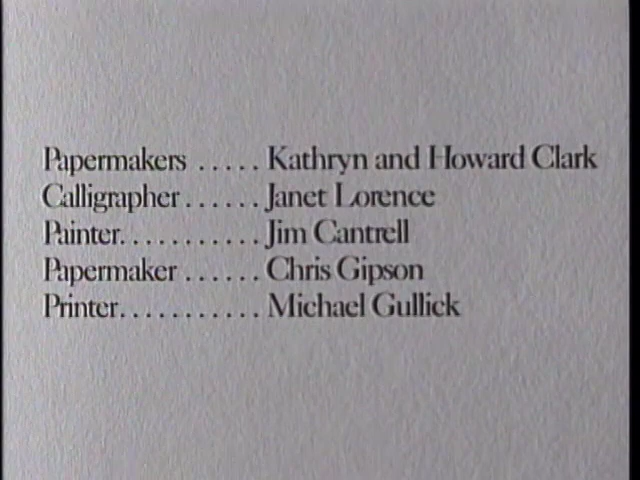 Papermakers ..... Kathryn and Howard Clark
Calligrapher ...... Janet Lorence
Painter........... Jim Cantrell
Papermaker ...... Chris Gipson
Printer........... Michael Gullick